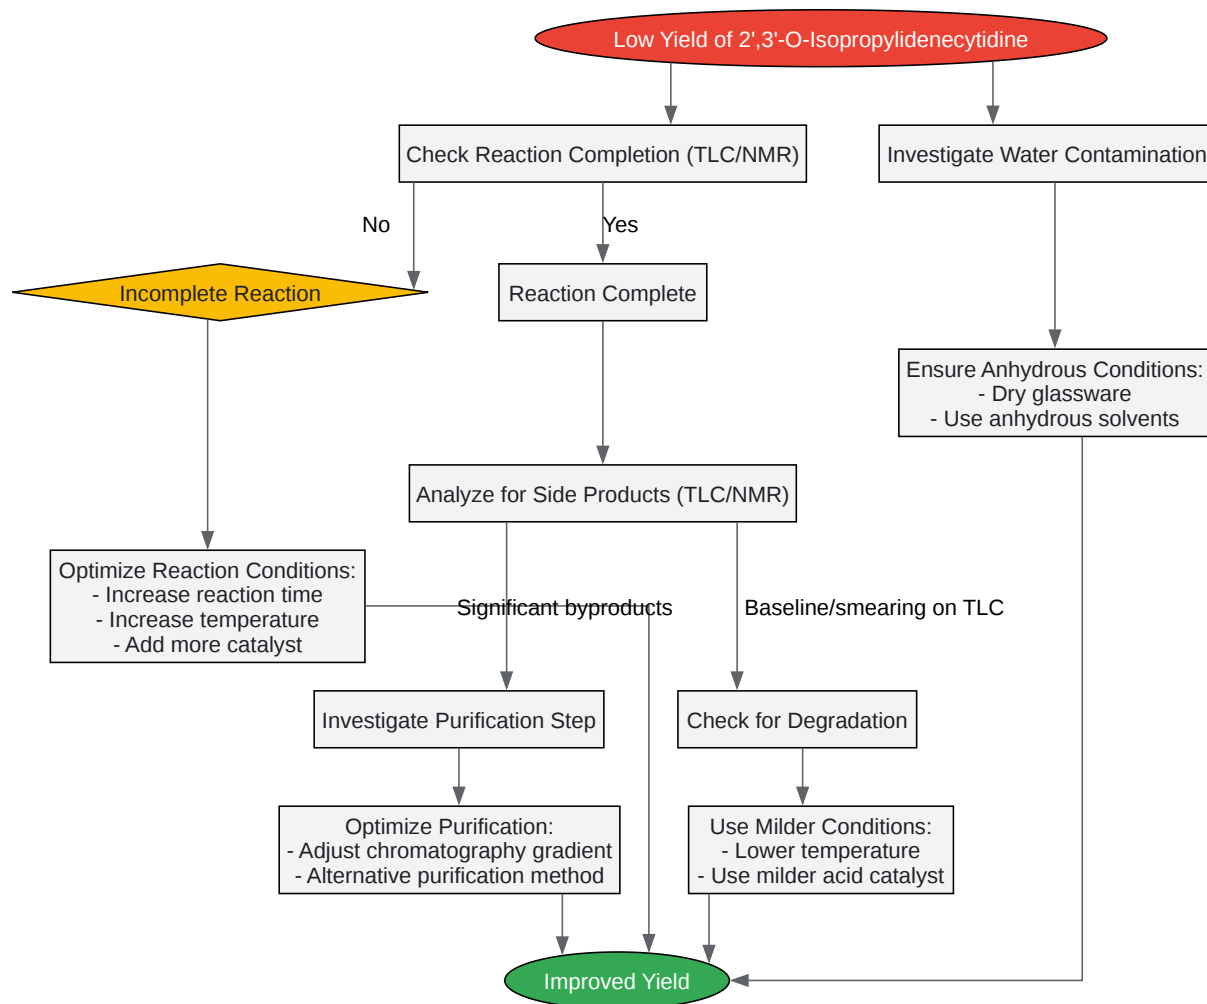 Low Yield of 2',3'-O-Isopropylidenecytidine
Check Reaction Completion (TLC/NMR)
Investigate Water Contamination
No
Yes
Incomplete Reaction
Reaction Complete
Ensure Anhydrous Conditions:
- Dry glassware
- Use anhydrous solvents
Analyze for Side Products (TLC/NMR)
Optimize Reaction Conditions:
- Increase reaction time
- Increase temperature
- Add more catalyst
Significant byproducts
Baseline/smearing on TLC
Investigate Purification Step
Check for Degradation
Optimize Purification:
- Adjust chromatography gradient
- Alternative purification method
Use Milder Conditions:
- Lower temperature
- Use milder acid catalyst
Improved Yield